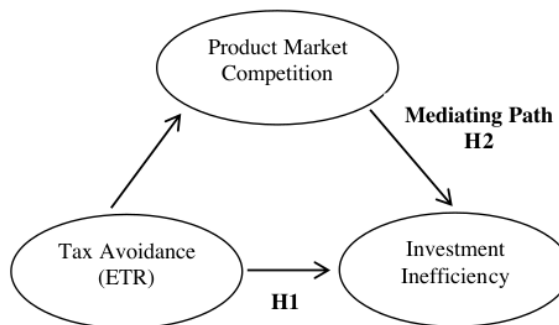 Product Market
Competition
Mediating Path
H2
Tax Avoidance
(ETR)
Investment
Inefficiency
H1